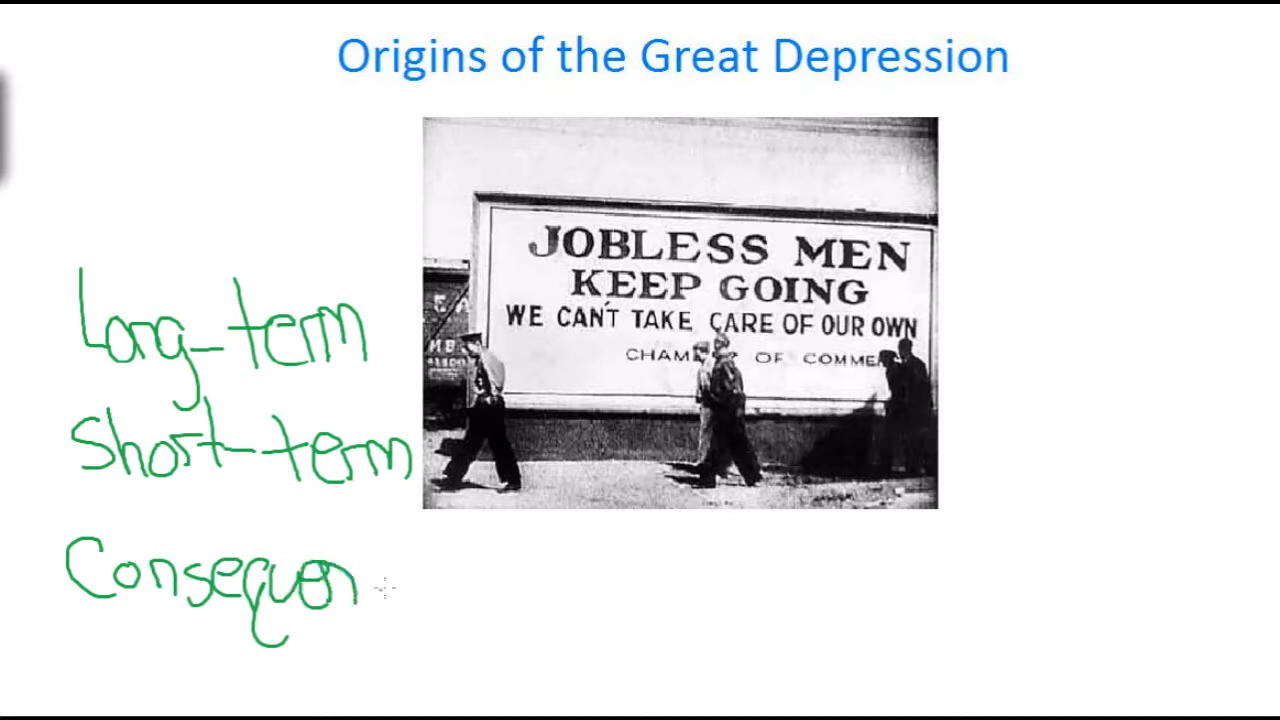 Origins of the Great Depression
JOBLESS MEN
KEEP GOING
WE CAN'T TAKE CARE OF OUR OWN
OF
Long-term
Short-term
Consequen